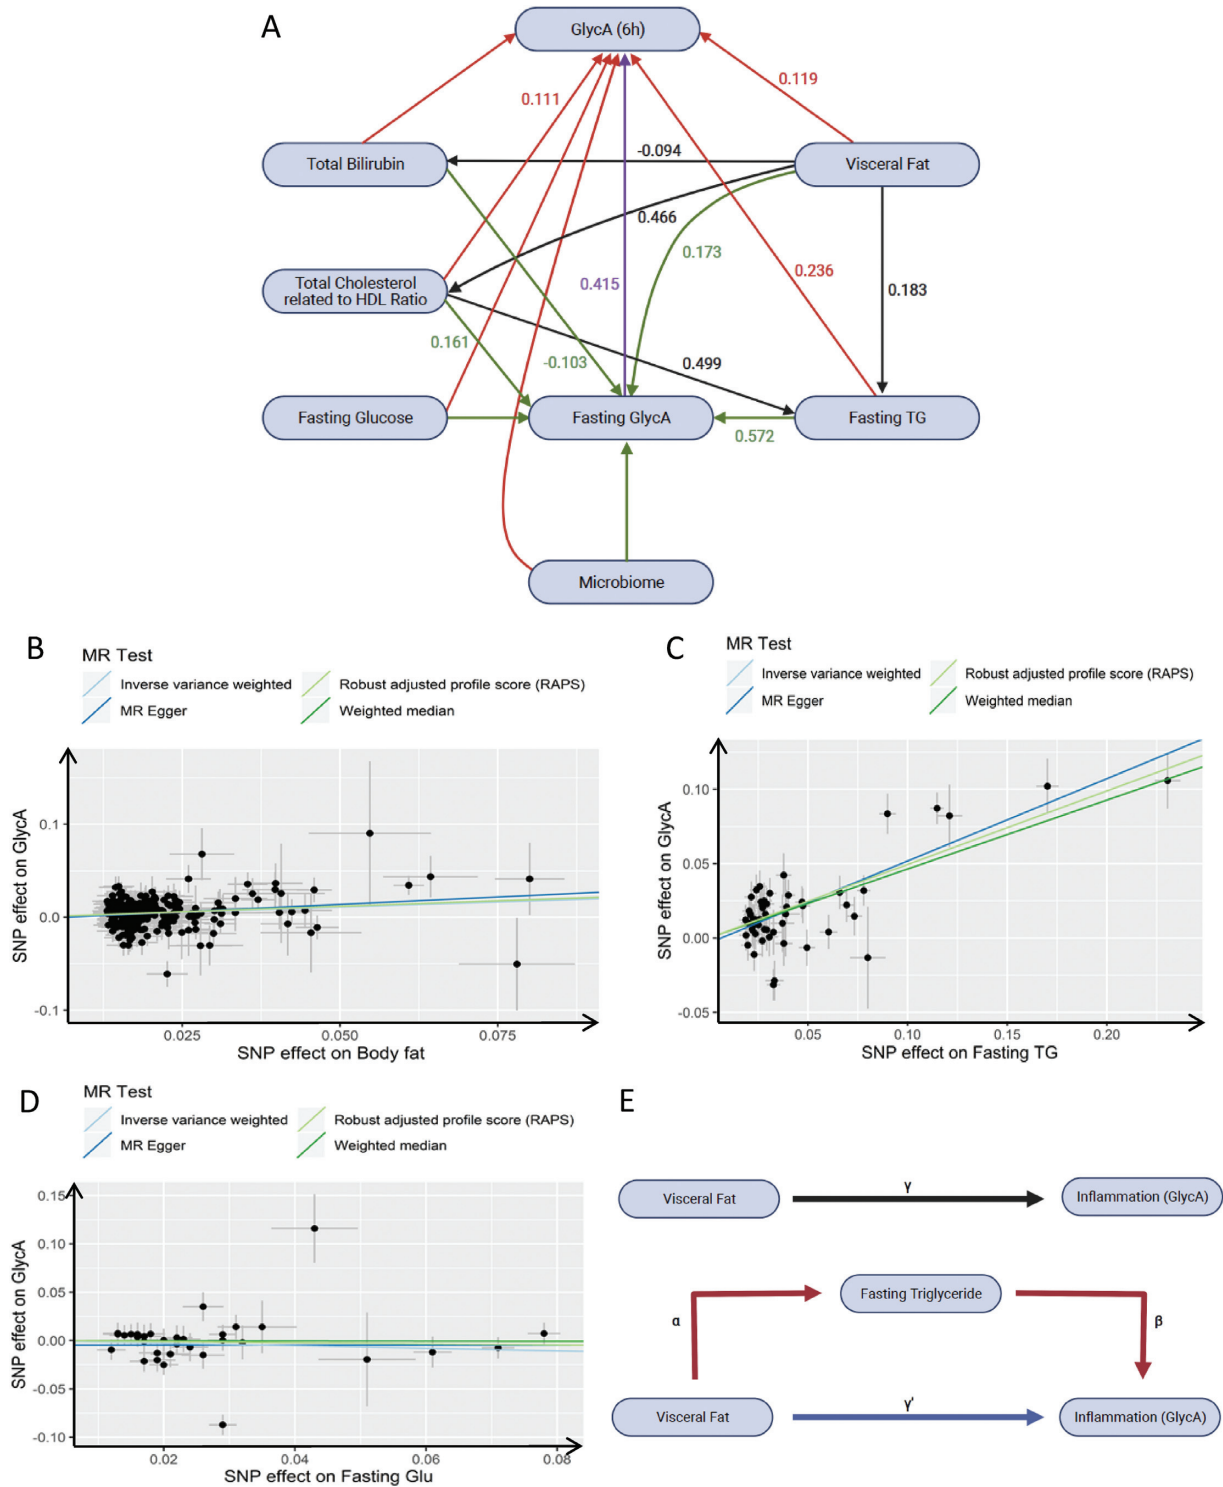 A
GlycA (6h)
0.111
0.119
Total Bilirubin
-0.094
Visceral Fat
0.466
0.173
Total Cholesterol
related to HDL Ratio
0.415
0.236
0.183
0.161
-0.103
0.499
Fasting Glucose
Fasting GlycA
0.572
Fasting TG
Microbiome
B
MR Test
Inverse variance weighted
Robust adjusted profile score (RAPS)
MR Egger
Weighted median
SNP effect on GlycA
0.1
0.0
-0.1
0.025
0.050
0.075
SNP effect on Body fat
C
MR Test
Inverse variance weighted
Robust adjusted profile score (RAPS)
MR Egger
Weighted median
SNP effect on GlycA
0.10
0.05
0.00
-0.05
0.05
0.10
0.15
0.20
SNP effect on Fasting TG
D
MR Test
Inverse variance weighted
Robust adjusted profile score (RAPS)
MR Egger
Weighted median
SNP effect on GlycA
0.15
0.10
0.05
0.00
-0.05
-0.10
0.02
0.04
0.06
0.08
SNP effect on Fasting Glu
E
Visceral Fat
γ
Inflammation (GlycA)
Fasting Triglyceride
α
β
Visceral Fat
γ'
Inflammation (GlycA)